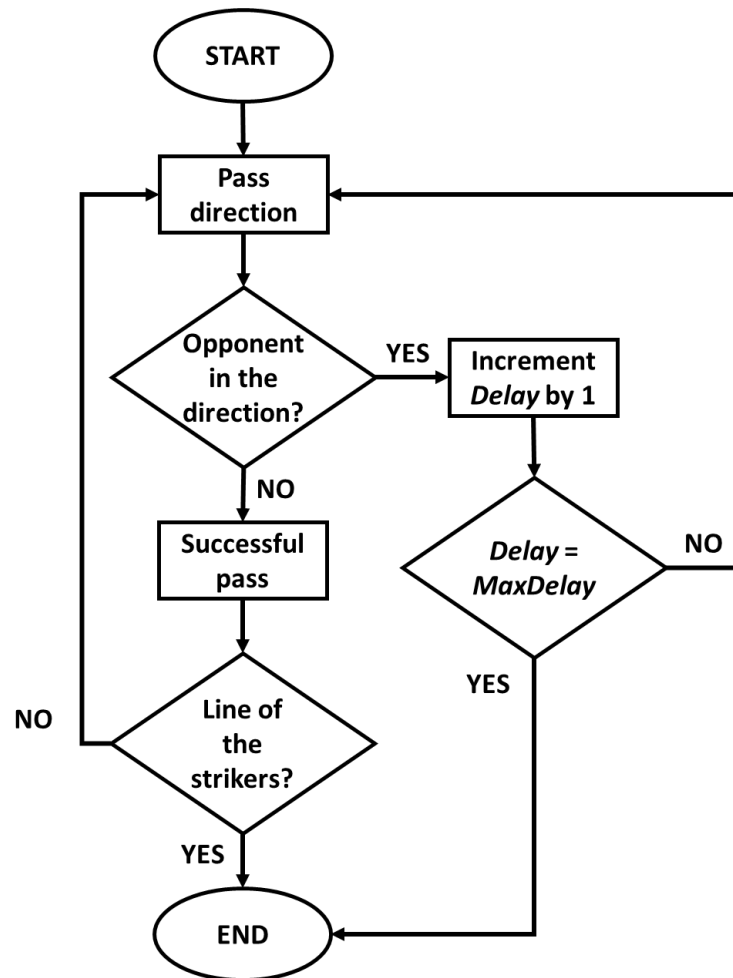 START
Pass
direction
Opponent
in the
direction?
YES
Increment
Delay by 1
NO
Successful
pass
Delay =
MaxDelay
NO
YES
Line of
the
strikers?
NO
YES
END